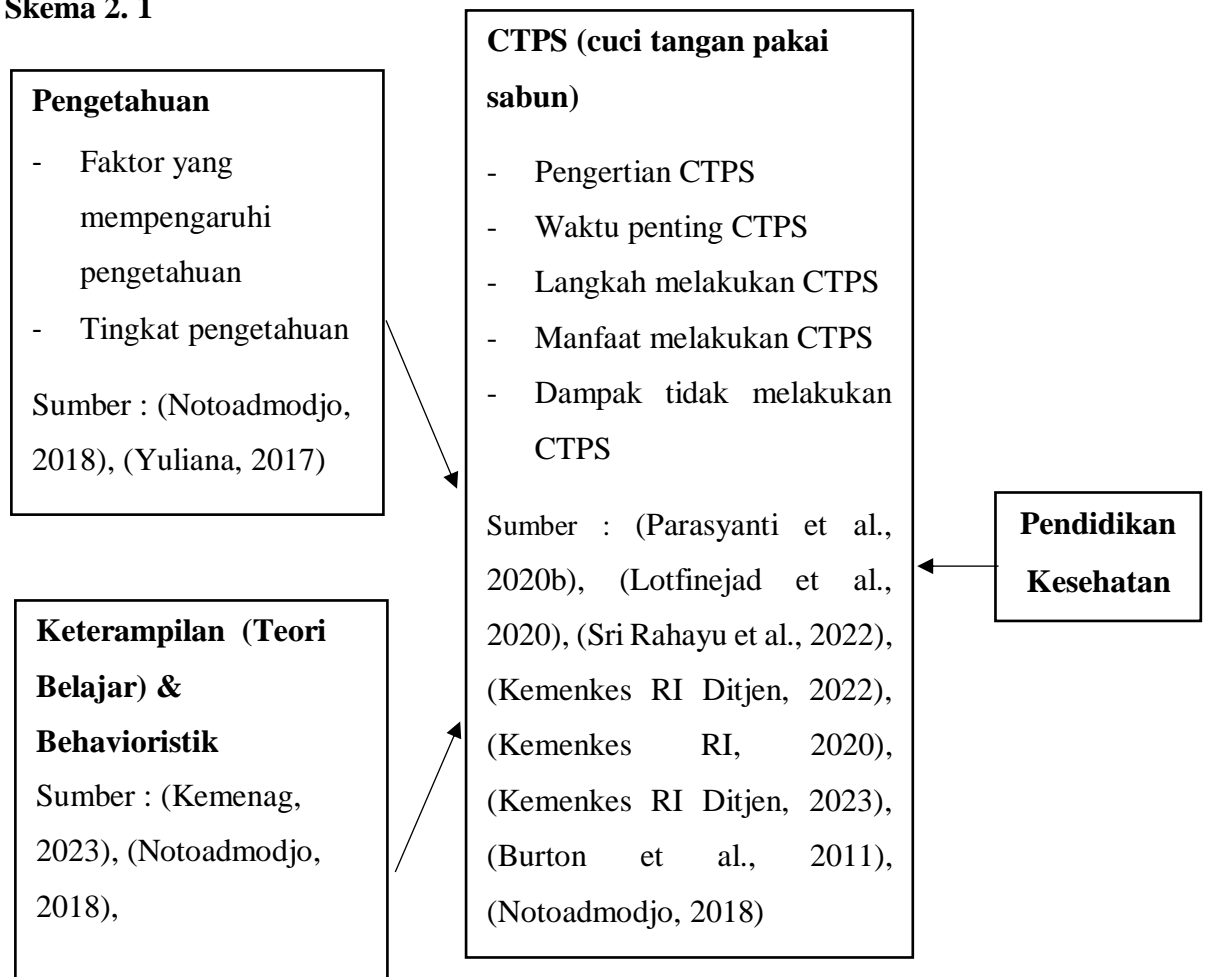 Skema 2. 1
Pengetahuan
- Faktor yang
mempengaruhi
pengetahuan
- Tingkat pengetahuan
Sumber : (Notoadmodjo,
2018), (Yuliana, 2017)
Keterampilan (Teori
Belajar) &
Behavioristik
Sumber : (Kemenag,
2023), (Notoadmodjo,
2018),
CTPS (cuci tangan pakai
sabun)
- Pengertian CTPS
- Waktu penting CTPS
- Langkah melakukan CTPS
- Manfaat melakukan CTPS
- Dampak tidak melakukan
CTPS
Sumber : (Parasyanti et al.,
2020b), (Lotfinejad et al.,
2020), (Sri Rahayu et al., 2022),
(Kemenkes RI Ditjen, 2022),
(Kemenkes RI, 2020),
(Kemenkes RI Ditjen, 2023),
(Burton et al., 2011),
(Notoadmodjo, 2018)
Pendidikan
Kesehatan